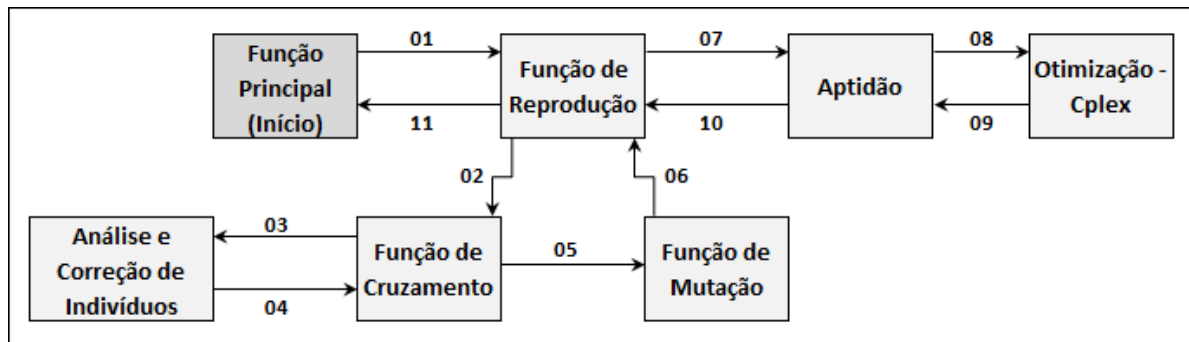 Função
Principal
(Início)
01
11
Função de
Reprodução
07
10
Aptidão
08
09
Otimização -
Cplex
02
06
Análise e
Correção de
Indivíduos
03
04
Função de
Cruzamento
05
Função de
Mutação